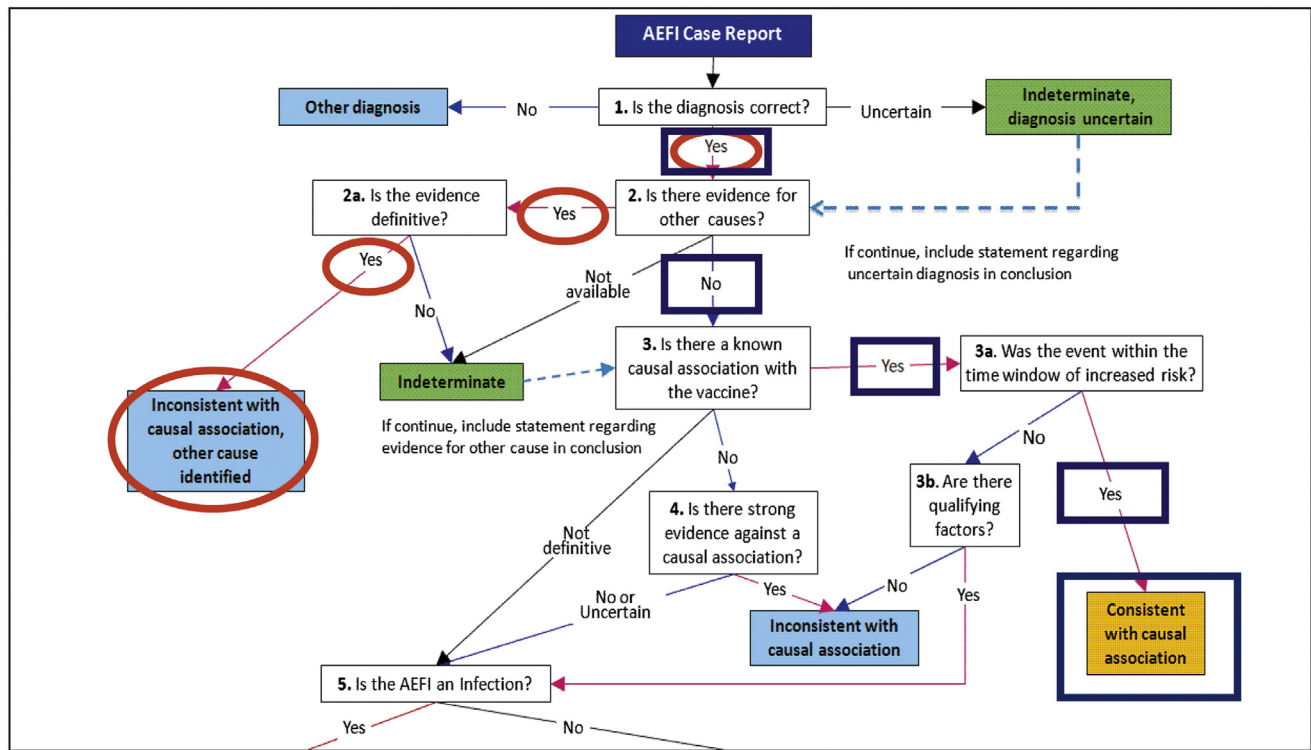 AEFI Case Report
Other diagnosis
No
1. Is the diagnosis correct?
Uncertain
Indeterminate,
diagnosis uncertain
Yes
2a. Is the evidence
definitive?
Yes
2. Is there evidence for
other causes?
If continue, include statement regarding
uncertain diagnosis in conclusion
Yes
No
Not
available
No
3. Is there a known
causal association with
the vaccine?
Yes
3a. Was the event within the
time window of increased risk?
Indeterminate
If continue, include statement regarding
evidence for other cause in conclusion
Inconsistent with
causal association,
other cause
identified
No
No
Yes
3b. Are there
qualifying
factors?
4. Is there strong
evidence against a
causal association?
Not
definitive
No or
Uncertain
Yes
No
Yes
Inconsistent with
causal association
Consistent
with causal
association
5. Is the AEFI an Infection?
Yes
No